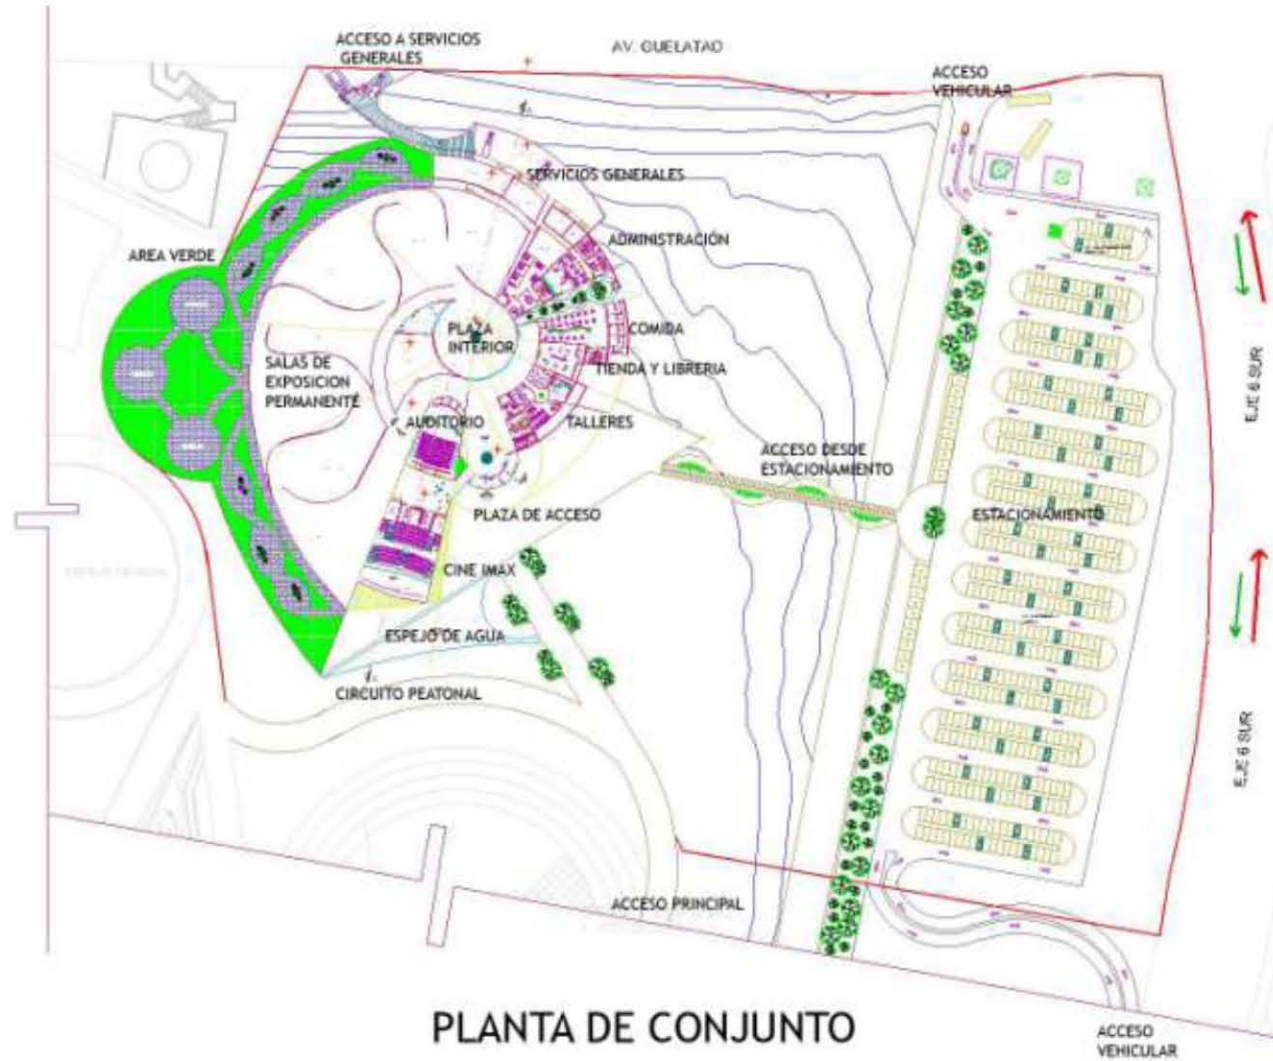 ACCESO A SERVICIOS
GENERALES
AV. GUELATAO
ACCESO
VEHICULAR
SERVICIOS GENERALES
ADMINISTRACIÓN
AREA VERDE
PLAZA
INTERIOR
COMIDA
SALAS DE
EXPOSICION
PERMANENTE
TIENDA Y LIBRERIA
EJE 6 SUR
AUDITORIO
TALLERES
ACCESO DESDE
ESTACIONAMIENTO
PLAZA DE ACCESO
ESTACIONAMIENTO
CINE IMAX
ESPEJO DE AGUA
CIRCUITO PEATONAL
EJE 6 SUR
ACCESO PRINCIPAL
PLANTA DE CONJUNTO
ACCESO
VEHICULAR